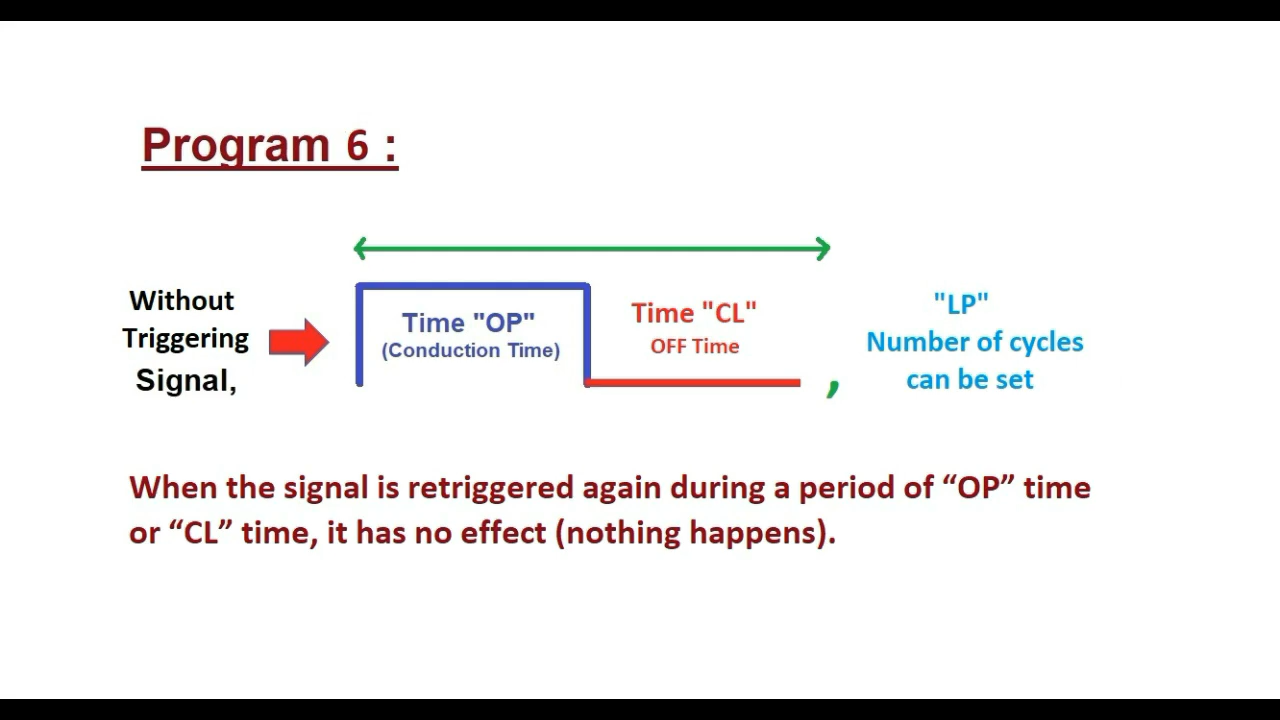 Program 6 :
Without
Triggering
Signal,
Time "OP"
(Conduction Time)
Time "CL"
OFF Time
,
"LP"
Number of cycles
can be set
When the signal is retriggered again during a period of “OP” time
or “CL” time, it has no effect (nothing happens).